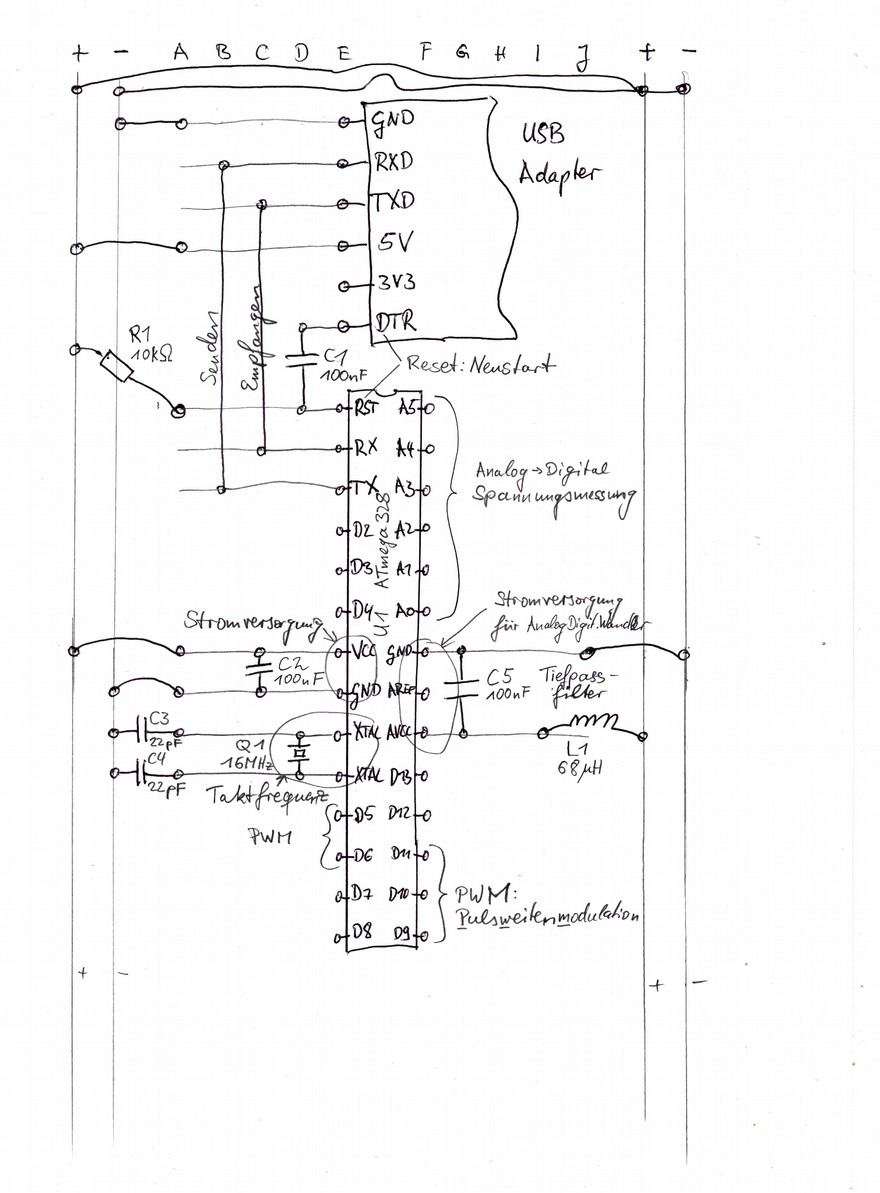 + - A B C D E F G H I J + -
GND
RXD
TXD
5V
3V3
DTR
USB
Adapter
Senden
Empfangen
R1
10kΩ
C1
100nF
Reset: Neustart
RST A5
RX A4
TX A3
D2 A2
D3 A1
D4 A0
VCC GND
GND AREF
XTAL AVCC
XTAL D13
D5 D12
D6 D11
D7 D10
D8 D9
U1 ATmega328
Analog→Digital
Spannungsmessung
Stromversorgung
Stromversorgung
für Analog Digit. Wandler
C2
100nF
C5
100nF
Tiefpass-
filter
L1
68µH
C3
22pF
C4
22pF
Q1
16MHz
Taktfrequenz
PWM
PWM:
Pulsweitenmodulation
+ -
+ -